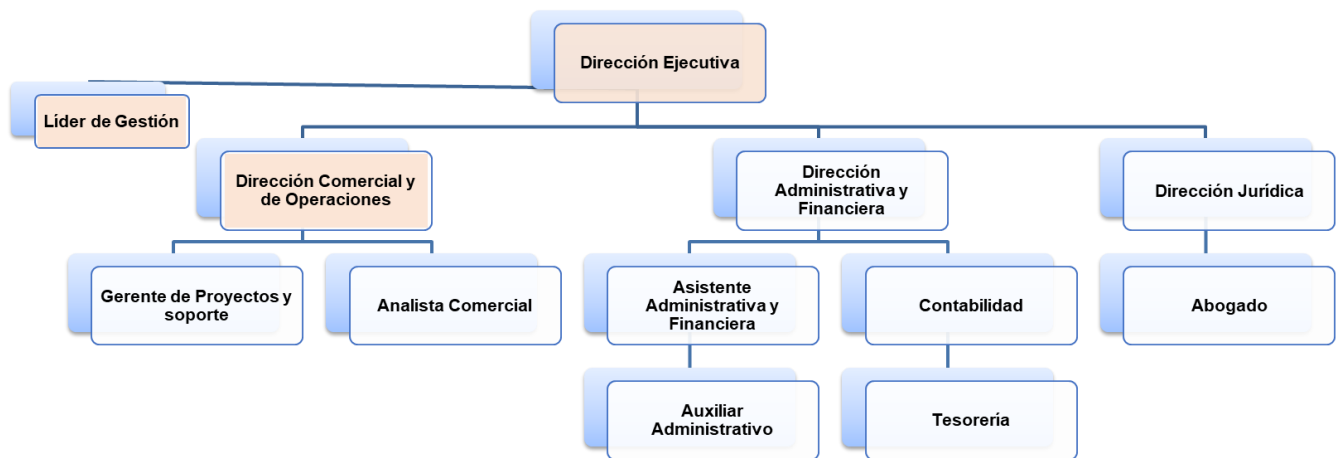 Dirección Ejecutiva
Líder de Gestión
Dirección Comercial y
de Operaciones
Dirección
Administrativa y
Financiera
Dirección Jurídica
Gerente de Proyectos y
soporte
Analista Comercial
Asistente
Administrativa y
Financiera
Contabilidad
Abogado
Auxiliar
Administrativo
Tesorería